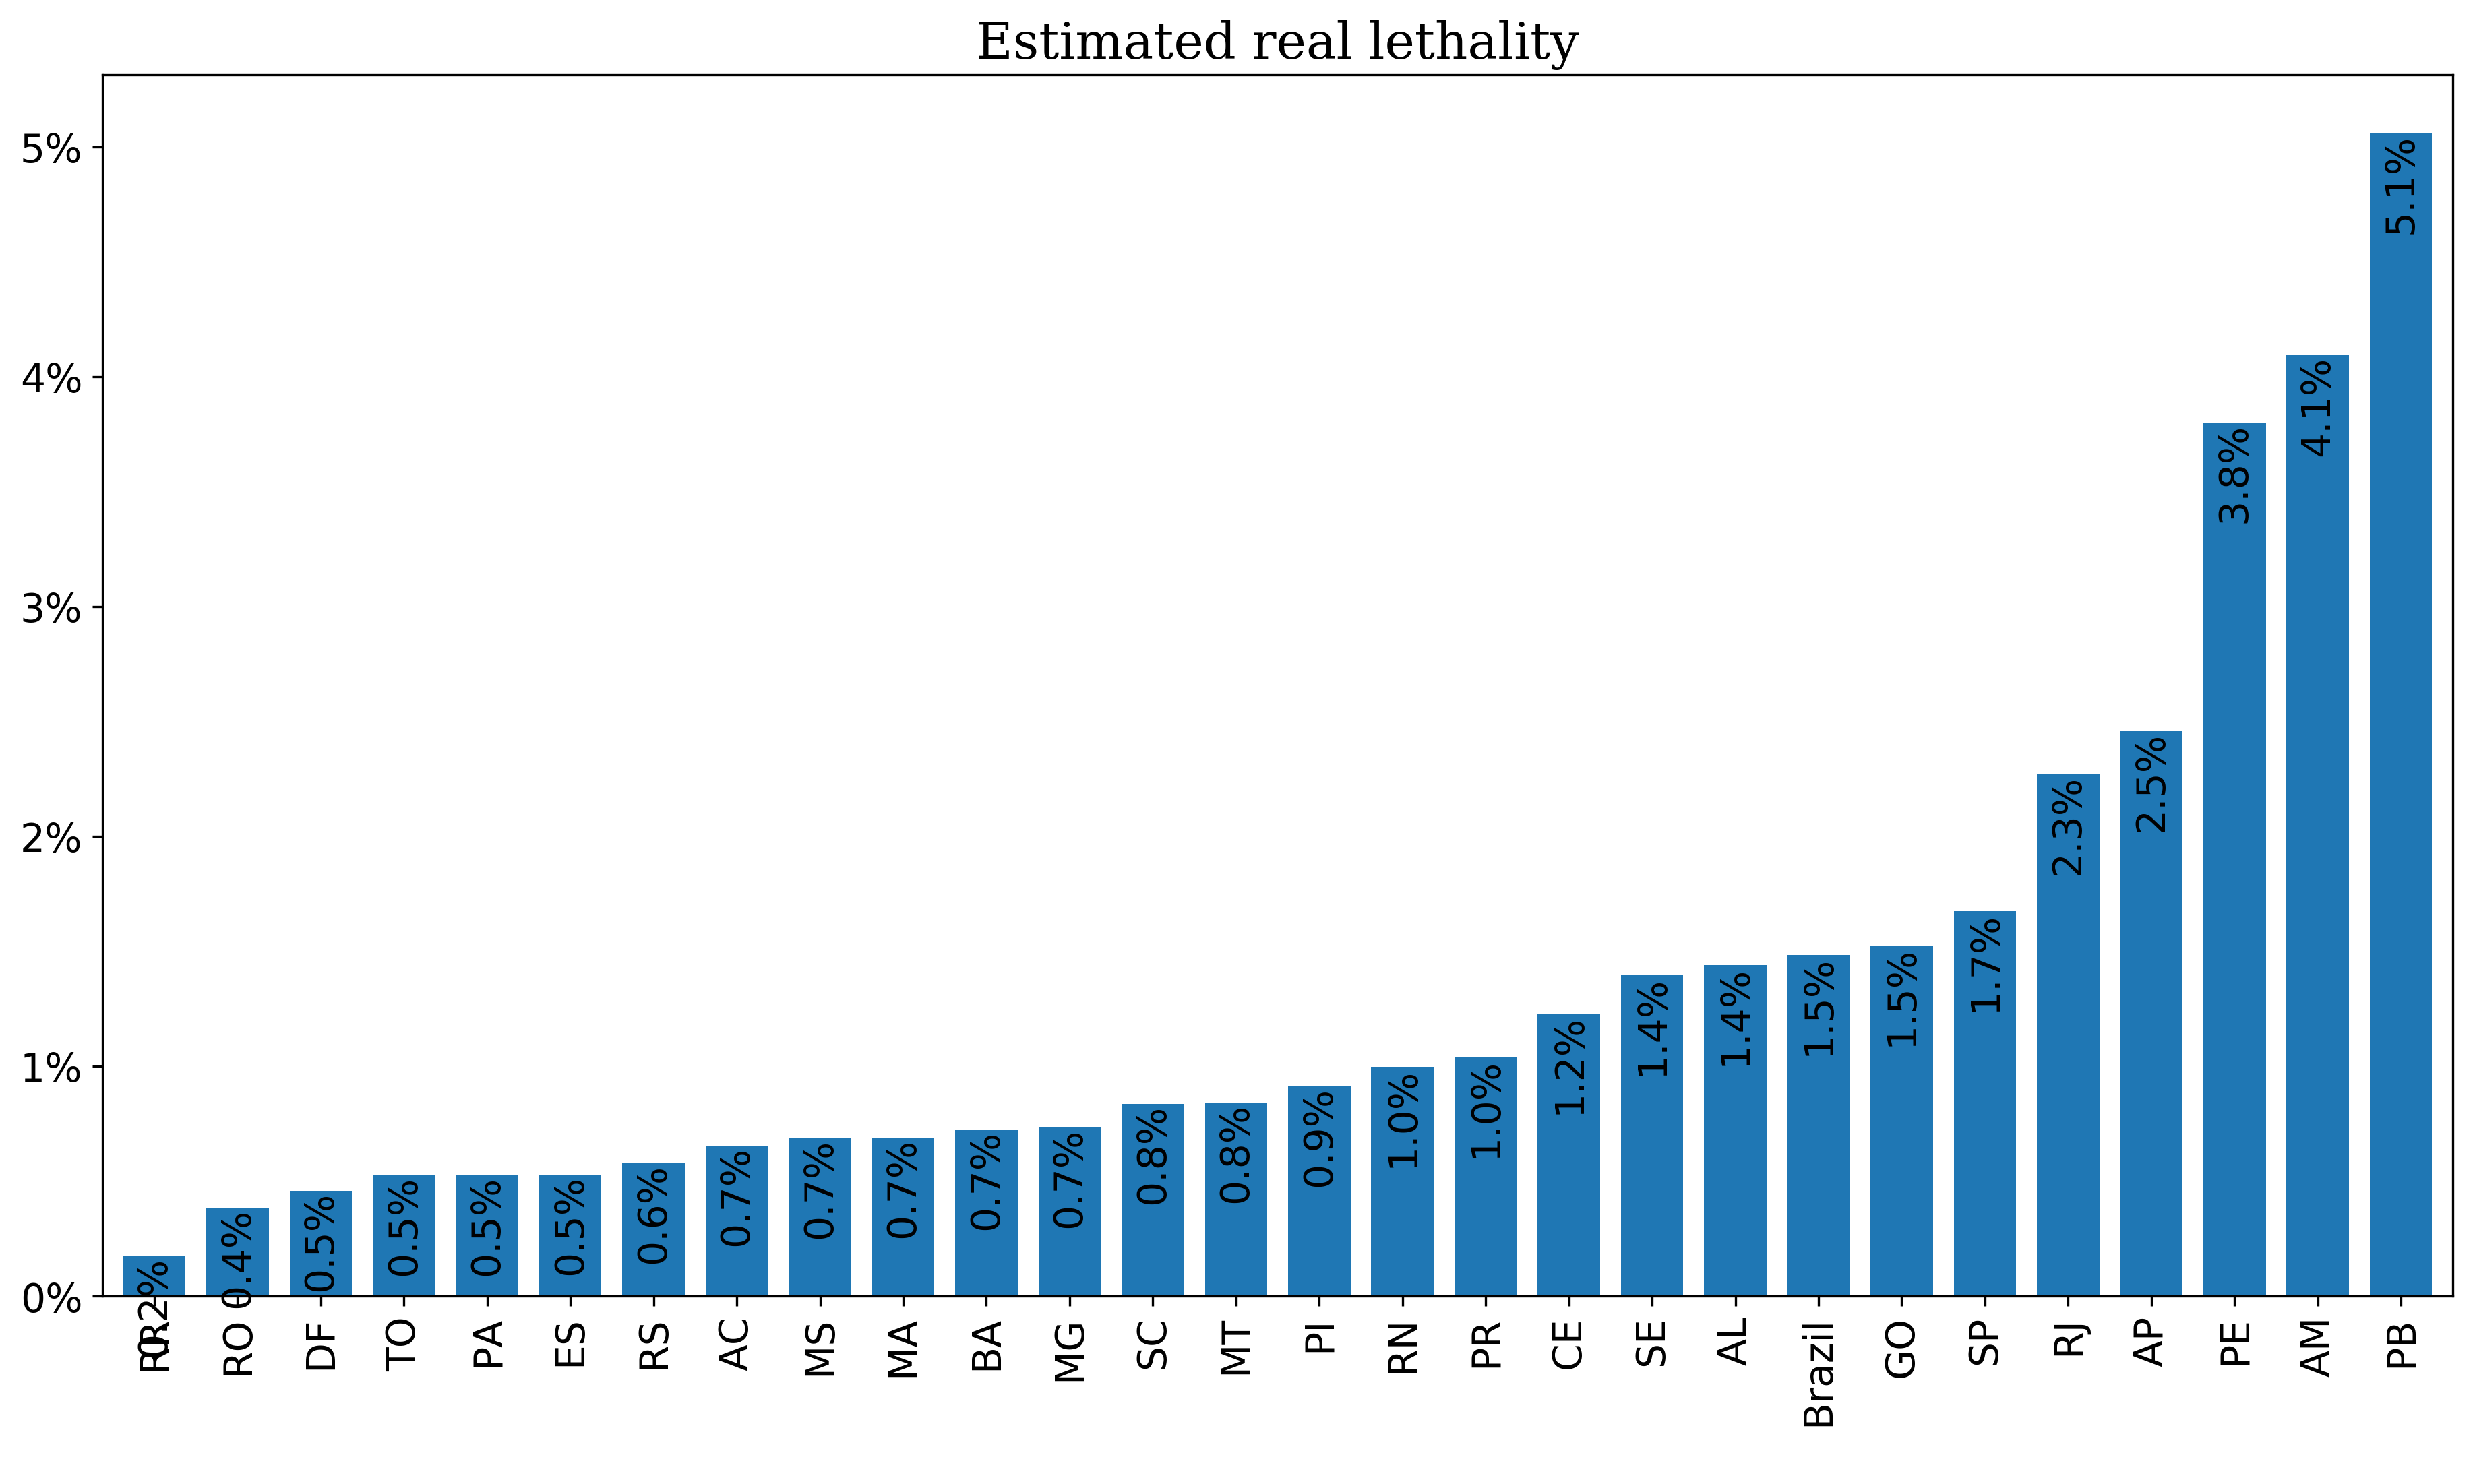 Estimated real lethality
5%
4%
3%
2%
1%
0%
0.2%
0.4%
0.5%
0.5%
0.5%
0.5%
0.6%
0.7%
0.7%
0.7%
0.7%
0.7%
0.8%
0.8%
0.9%
1.0%
1.0%
1.2%
1.4%
1.4%
1.5%
1.5%
1.7%
2.3%
2.5%
3.8%
4.1%
5.1%
RR
RO
DF
TO
PA
ES
RS
AC
MS
MA
BA
MG
SC
MT
PI
RN
PR
CE
SE
AL
Brazil
GO
SP
RJ
AP
PE
AM
PB